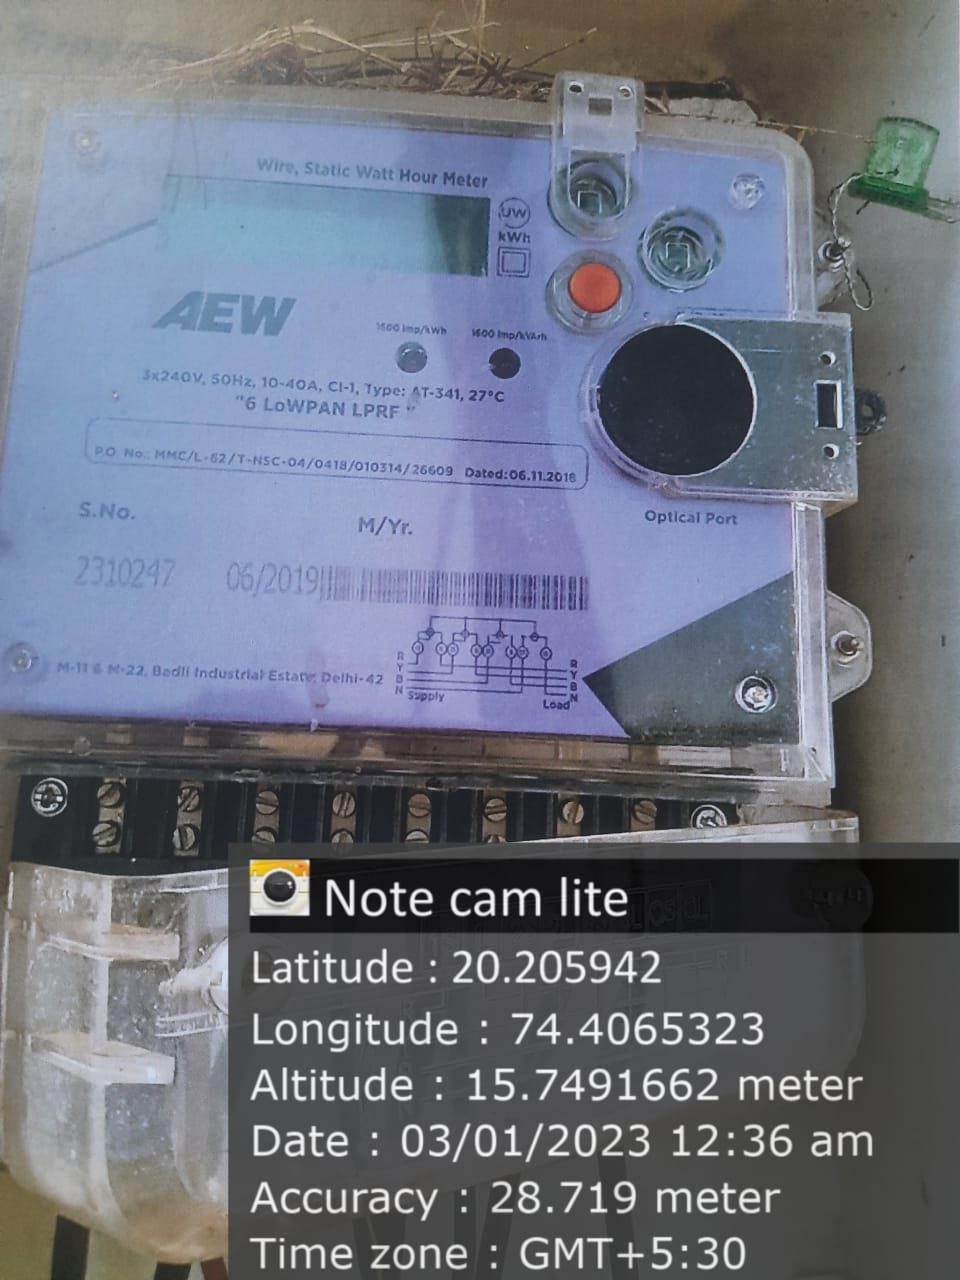 Wire, Static Watt Hour Meter
UW
kWh
AEW
1600 Imp/kWh 1600 Imp/kVArh
3x240V, 50Hz, 10-40A, Cl-1, Type: AT-341, 27°C
"6 LoWPAN LPRF"
P.O. No.: MMC/L-62/T-NSC-04/0418/010314/26609 Dated:06.11.2018
Optical Port
S.No. M/Yr.
2310247 06/2019
M-11 & M-22, Badli Industrial Estate, Delhi-42
R
Y
B
N
Supply
R
Y
B
N
Load
Note cam lite
Latitude : 20.205942
Longitude : 74.4065323
Altitude : 15.7491662 meter
Date : 03/01/2023 12:36 am
Accuracy : 28.719 meter
Time zone : GMT+5:30